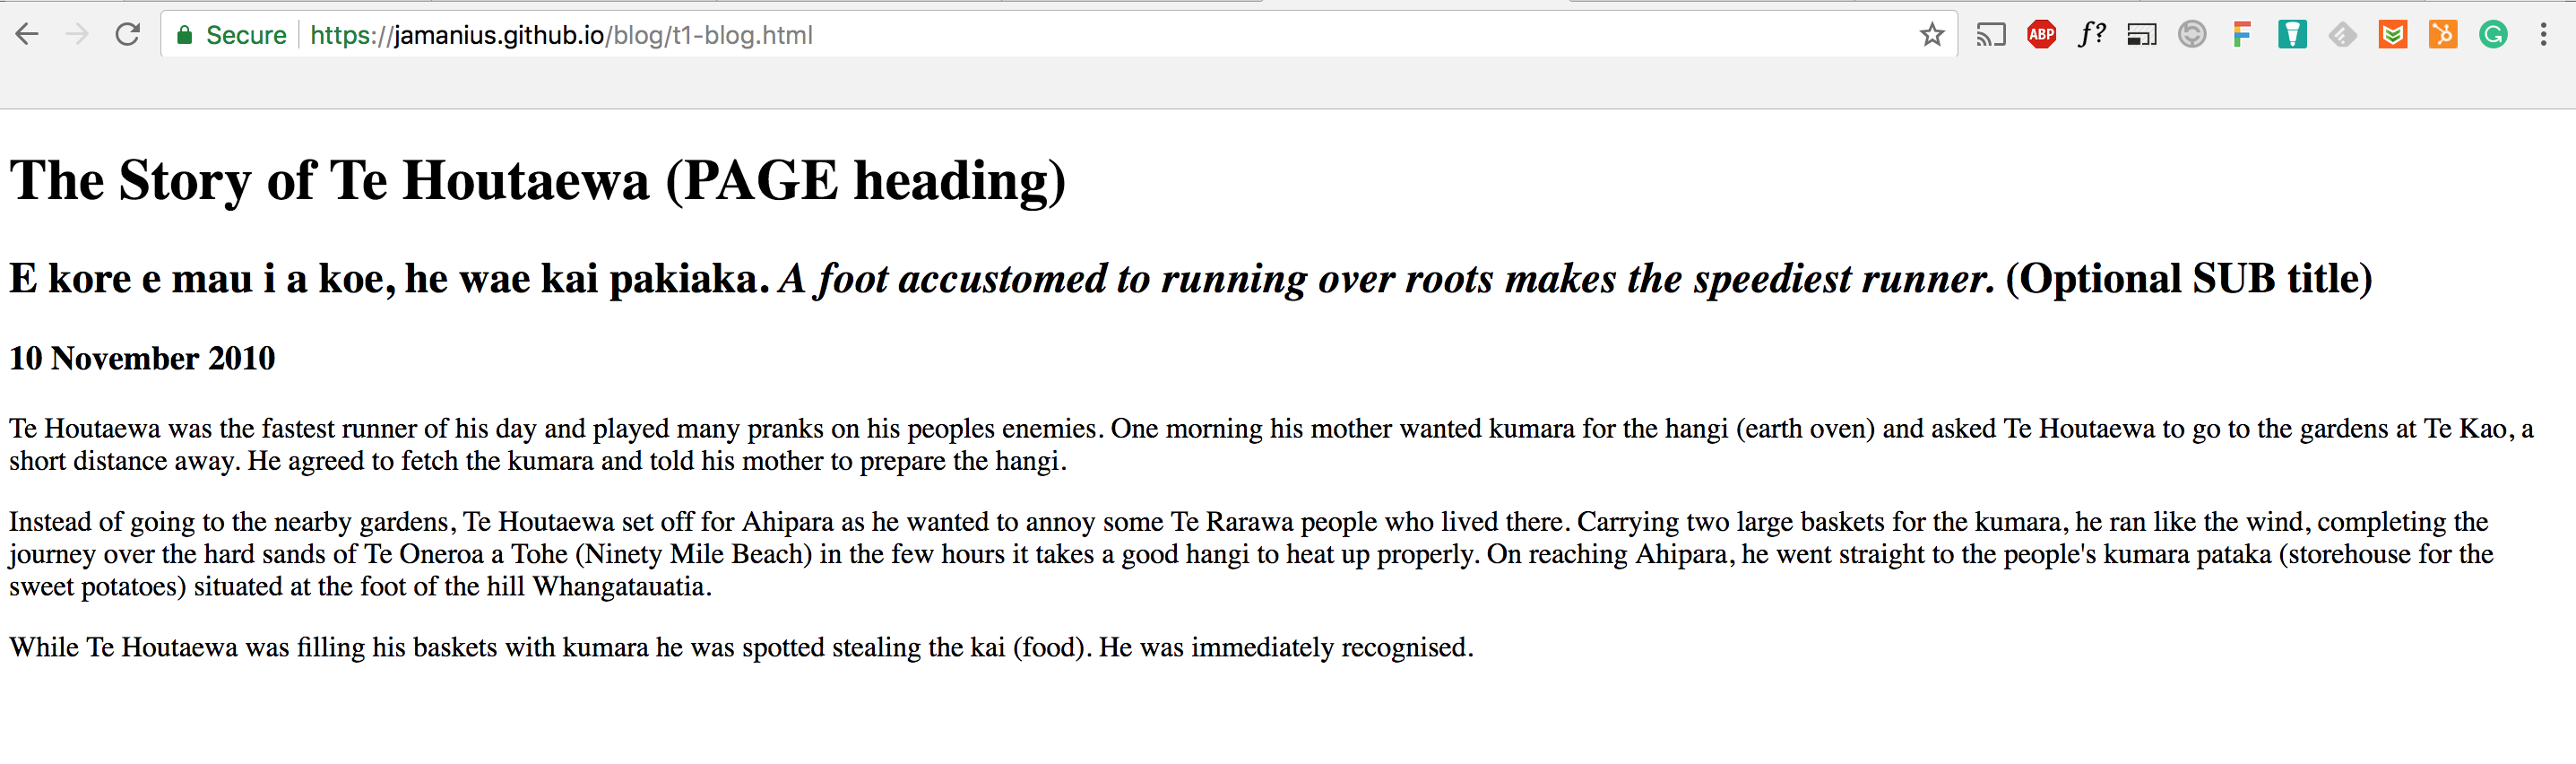 Secure https://jamanius.github.io/blog/t1-blog.html ABP f? F G
The Story of Te Houtaewa (PAGE heading)
E kore e mau i a koe, he wae kai pakiaka. A foot accustomed to running over roots makes the speediest runner. (Optional SUB title)
10 November 2010
Te Houtaewa was the fastest runner of his day and played many pranks on his peoples enemies. One morning his mother wanted kumara for the hangi (earth oven) and asked Te Houtaewa to go to the gardens at Te Kao, a
short distance away. He agreed to fetch the kumara and told his mother to prepare the hangi.
Instead of going to the nearby gardens, Te Houtaewa set off for Ahipara as he wanted to annoy some Te Rarawa people who lived there. Carrying two large baskets for the kumara, he ran like the wind, completing the
journey over the hard sands of Te Oneroa a Tohe (Ninety Mile Beach) in the few hours it takes a good hangi to heat up properly. On reaching Ahipara, he went straight to the people's kumara pataka (storehouse for the
sweet potatoes) situated at the foot of the hill Whangatauatia.
While Te Houtaewa was filling his baskets with kumara he was spotted stealing the kai (food). He was immediately recognised.